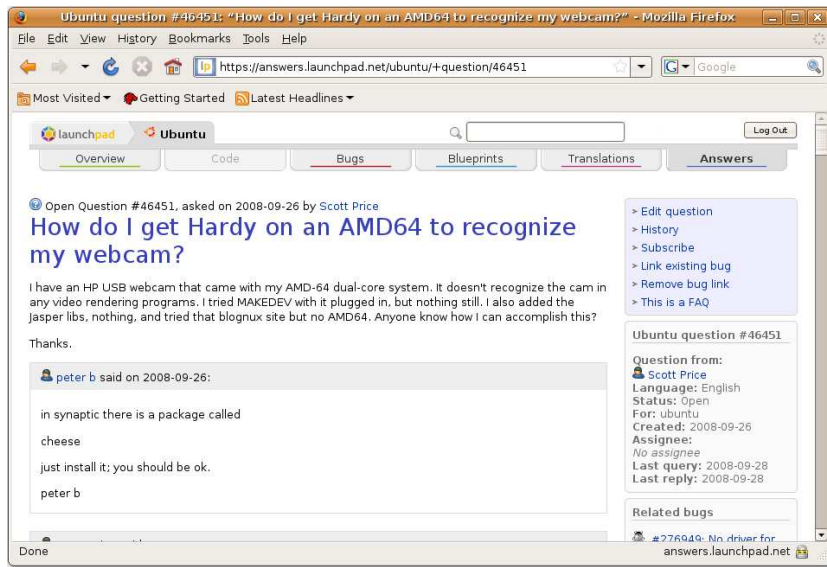 Ubuntu question #46451: “How do I get Hardy on an AMD64 to recognize my webcam?” - Mozilla Firefox
File Edit View History Bookmarks Tools Help
https://answers.launchpad.net/ubuntu/+question/46451
Google
Most Visited Getting Started Latest Headlines
launchpad Ubuntu Log Out
Overview Code Bugs Blueprints Translations Answers
Open Question #46451, asked on 2008-09-26 by Scott Price
How do I get Hardy on an AMD64 to recognize
my webcam?
I have an HP USB webcam that came with my AMD-64 dual-core system. It doesn't recognize the cam in
any video rendering programs. I tried MAKEDEV with it plugged in, but nothing still. I also added the
Jasper libs, nothing, and tried that blognux site but no AMD64. Anyone know how I can accomplish this?
Thanks.
peter b said on 2008-09-26:
in synaptic there is a package called
cheese
just install it; you should be ok.
peter b
> Edit question
> History
> Subscribe
> Link existing bug
> Remove bug link
> This is a FAQ
Ubuntu question #46451
Question from:
Scott Price
Language: English
Status: Open
For: ubuntu
Created: 2008-09-26
Assignee:
No assignee
Last query: 2008-09-28
Last reply: 2008-09-28
Related bugs
#276949: No driver for
Done answers.launchpad.net